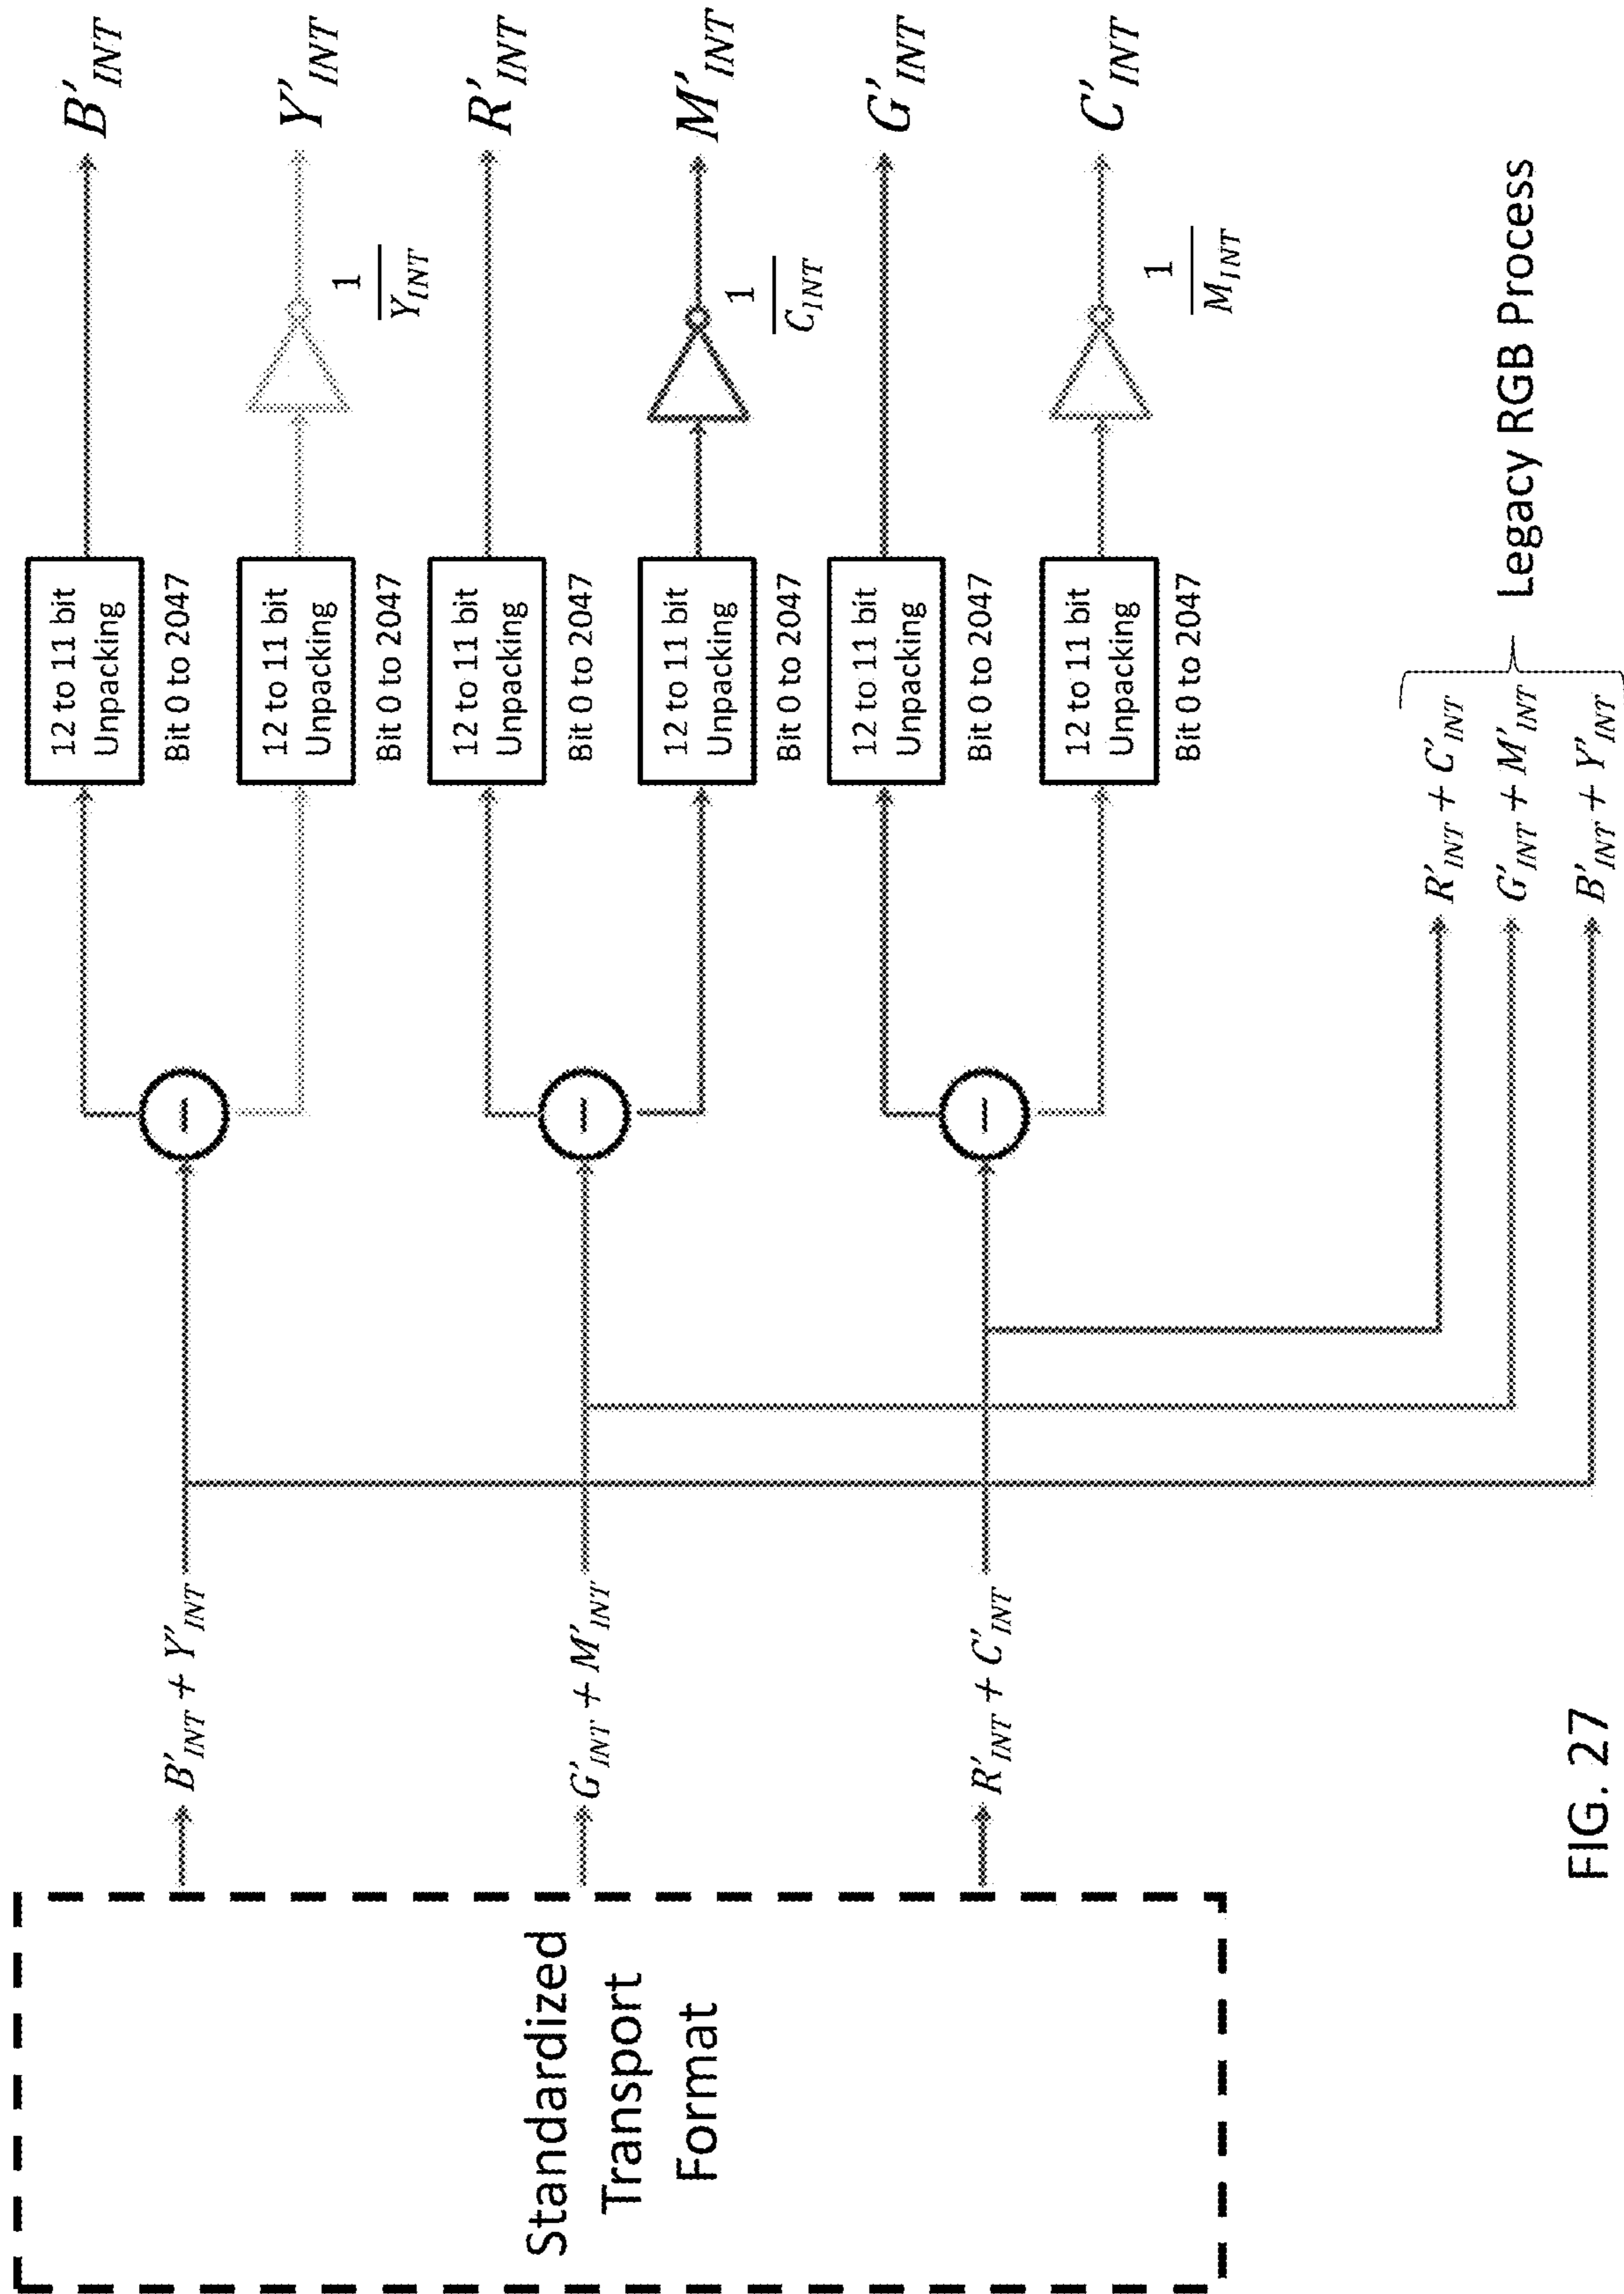 Standardized
Transport
Format
B'INT + Y'INT
G'INT + M'INT
R'INT + C'INT
12 to 11 bit
Unpacking
Bit 0 to 2047
B'INT
12 to 11 bit
Unpacking
Bit 0 to 2047
1
YINT
Y'INT
12 to 11 bit
Unpacking
Bit 0 to 2047
R'INT
12 to 11 bit
Unpacking
Bit 0 to 2047
1
CINT
M'INT
12 to 11 bit
Unpacking
Bit 0 to 2047
G'INT
12 to 11 bit
Unpacking
Bit 0 to 2047
1
MINT
C'INT
R'INT + C'INT
G'INT + M'INT
B'INT + Y'INT
Legacy RGB Process
FIG. 27